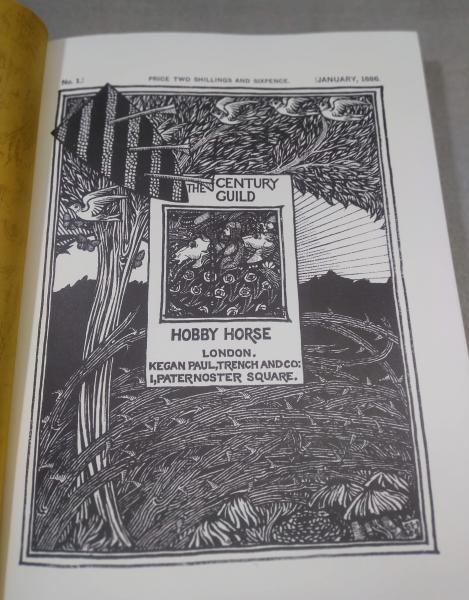 No. 1.]
PRICE TWO SHILLINGS AND SIXPENCE.
[JANUARY, 1886.
THE CENTURY
GUILD
HOBBY HORSE
LONDON.
KEGAN PAUL, TRENCH AND CO:
1, PATERNOSTER SQUARE.